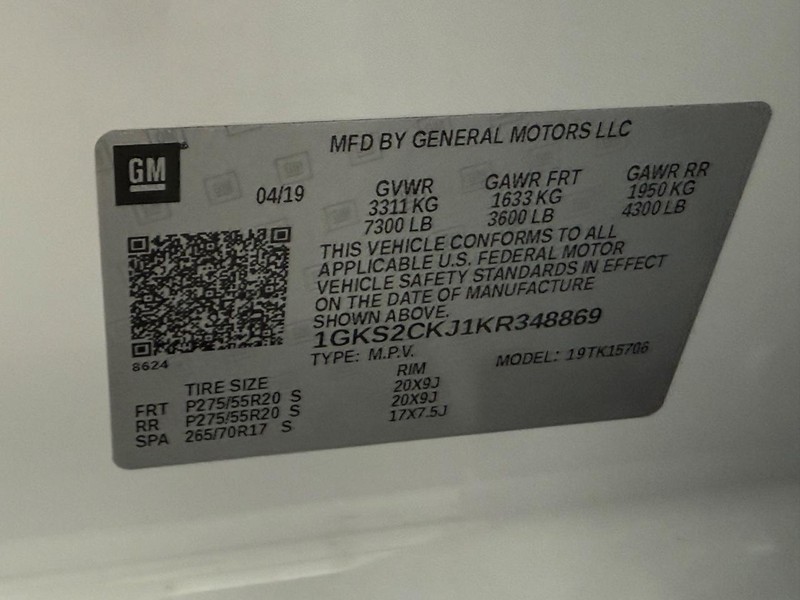 GM
MFD BY GENERAL MOTORS LLC
04/19
GVWR GAWR FRT GAWR RR
3311 KG 1633 KG 1950 KG
7300 LB 3600 LB 4300 LB
THIS VEHICLE CONFORMS TO ALL
APPLICABLE U.S. FEDERAL MOTOR
VEHICLE SAFETY STANDARDS IN EFFECT
ON THE DATE OF MANUFACTURE
SHOWN ABOVE.
1GKS2CKJ1KR348869
TYPE: M.P.V. MODEL: 19TK15706
8624
TIRE SIZE RIM
FRT P275/55R20 S 20X9J
RR P275/55R20 S 20X9J
SPA 265/70R17 S 17X7.5J